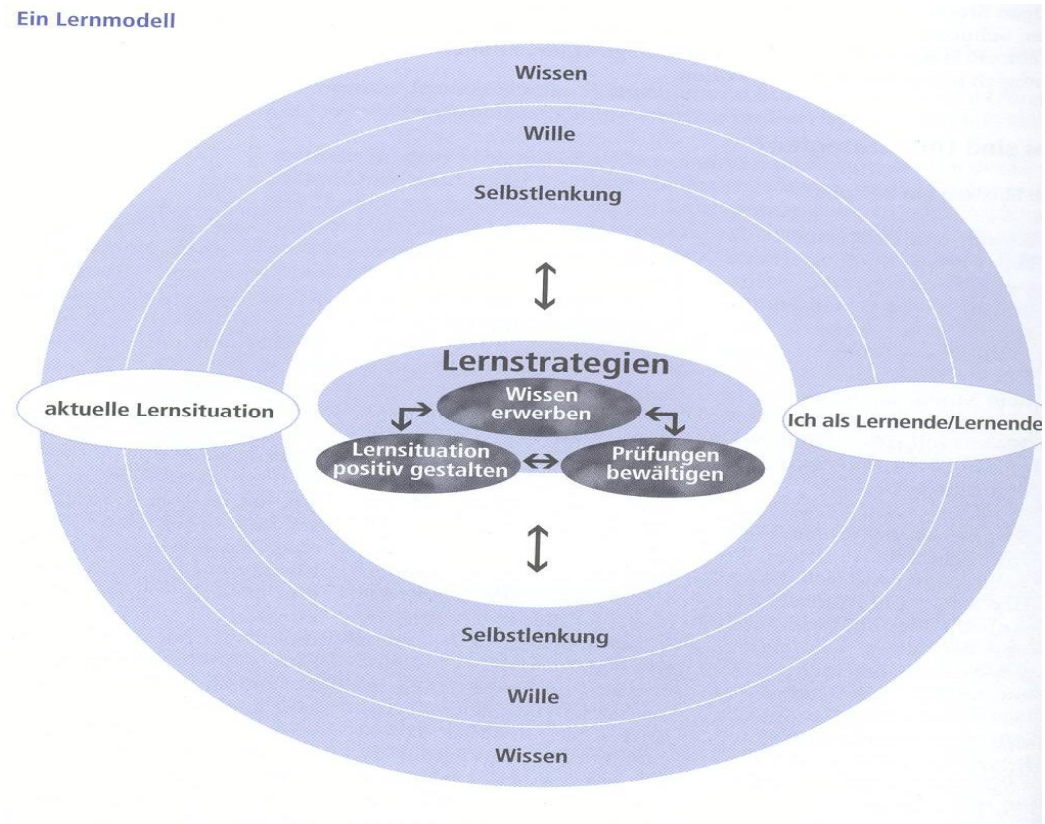 Ein Lernmodell
Wissen
Wille
Selbstlenkung
Lernstrategien
Wissen
erwerben
aktuelle Lernsituation
Ich als Lernende/Lernende
Lernsituation
positiv gestalten
Prüfungen
bewältigen
Selbstlenkung
Wille
Wissen